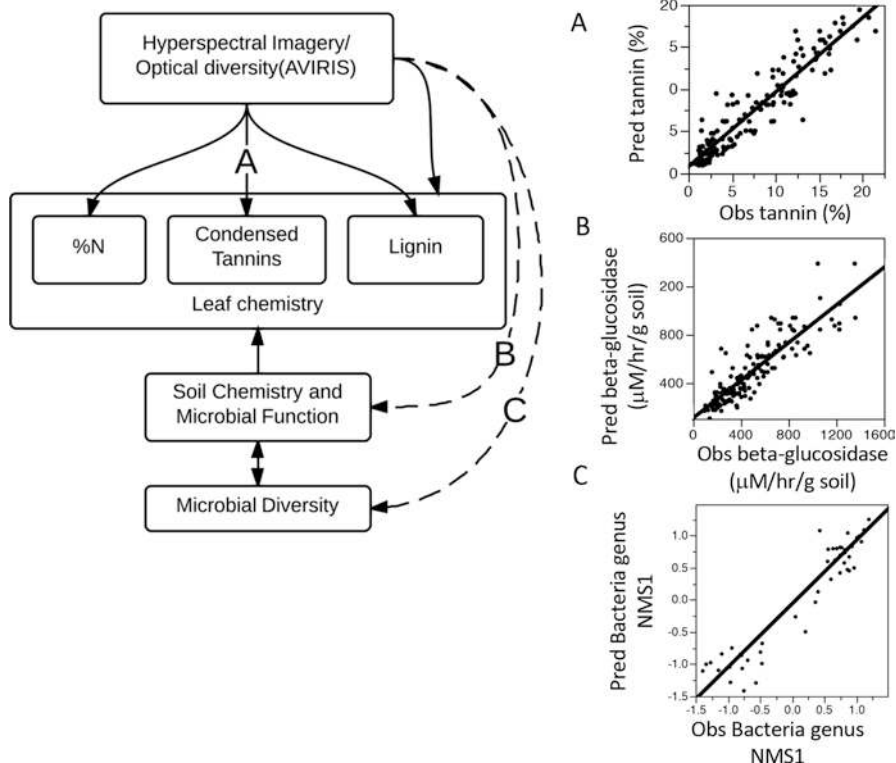 Hyperspectral Imagery/
Optical diversity(AVIRIS)
A
%N
Condensed
Tannins
Lignin
Leaf chemistry
B
Soil Chemistry and
Microbial Function
C
Microbial Diversity
A
Pred tannin (%)
20
5
0
5
0
0
5
10
15
20
Obs tannin (%)
B
Pred beta-glucosidase
(μM/hr/g soil)
600
200
800
400
0
400
800
1200
1600
Obs beta-glucosidase
(μM/hr/g soil)
C
Pred Bacteria genus
NMS1
1.0
0.5
0.0
-0.5
-1.0
-1.5
-1.5
-1.0
-0.5
0.0
0.5
1.0
Obs Bacteria genus
NMS1